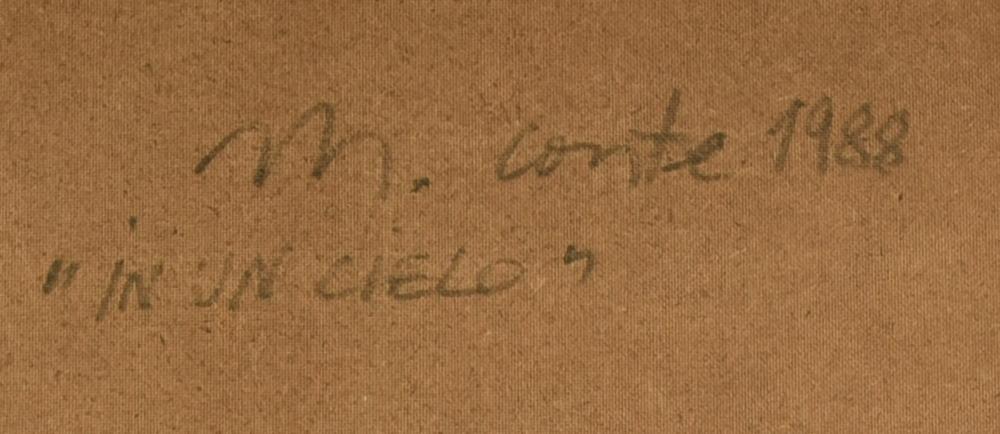 M. Conte 1988
"IN UN CIELO"